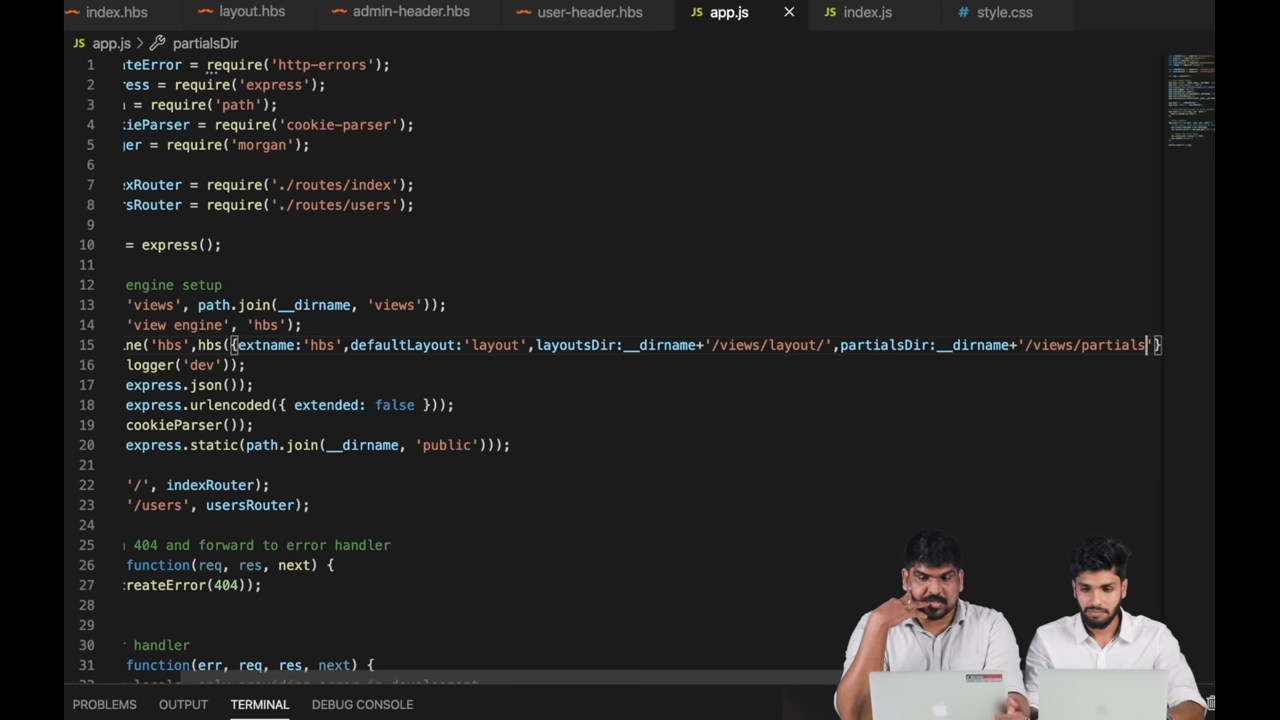 index.hbs
layout.hbs
admin-header.hbs
user-header.hbs
JS app.js ×
JS index.js
# style.css
JS app.js > partialsDir
1 ateError = require('http-errors');
2 ress = require('express');
3 = require('path');
4 kieParser = require('cookie-parser');
5 ger = require('morgan');
6
7 exRouter = require('./routes/index');
8 rsRouter = require('./routes/users');
9
10 = express();
11
12 engine setup
13 'views', path.join(__dirname, 'views'));
14 'view engine', 'hbs');
15 ne('hbs',hbs({extname:'hbs',defaultLayout:'layout',layoutsDir:__dirname+'/views/layout/',partialsDir:__dirname+'/views/partials'}
16 logger('dev'));
17 express.json());
18 express.urlencoded({ extended: false }));
19 cookieParser());
20 express.static(path.join(__dirname, 'public')));
21
22 '/', indexRouter);
23 '/users', usersRouter);
24
25 404 and forward to error handler
26 function(req, res, next) {
27 createError(404));
28
29
30 handler
31 function(err, req, res, next) {
PROBLEMS OUTPUT TERMINAL DEBUG CONSOLE